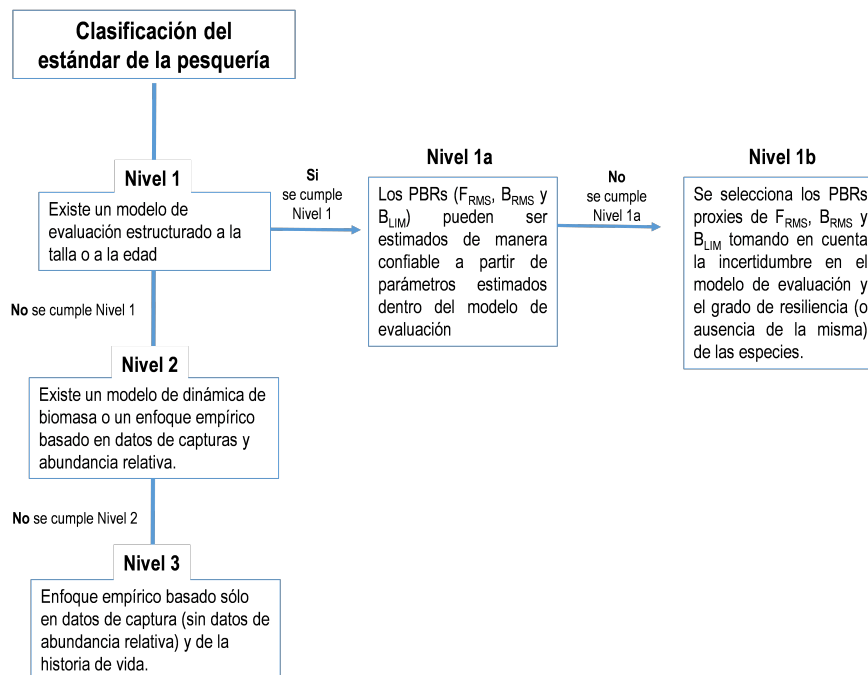 Clasificación del
estándar de la pesquería
Nivel 1
Existe un modelo de
evaluación estructurado a la
talla o a la edad
Si
se cumple
Nivel 1
Nivel 1a
Los PBRs (F_RMS, B_RMS y
B_LIM) pueden ser
estimados de manera
confiable a partir de
parámetros estimados
dentro del modelo de
evaluación
No
se cumple
Nivel 1a
Nivel 1b
Se selecciona los PBRs
proxies de F_RMS, B_RMS y
B_LIM tomando en cuenta
la incertidumbre en el
modelo de evaluación y
el grado de resiliencia (o
ausencia de la misma)
de las especies.
No se cumple Nivel 1
Nivel 2
Existe un modelo de dinámica de
biomasa o un enfoque empírico
basado en datos de capturas y
abundancia relativa.
No se cumple Nivel 2
Nivel 3
Enfoque empírico basado sólo
en datos de captura (sin datos de
abundancia relativa) y de la
historia de vida.